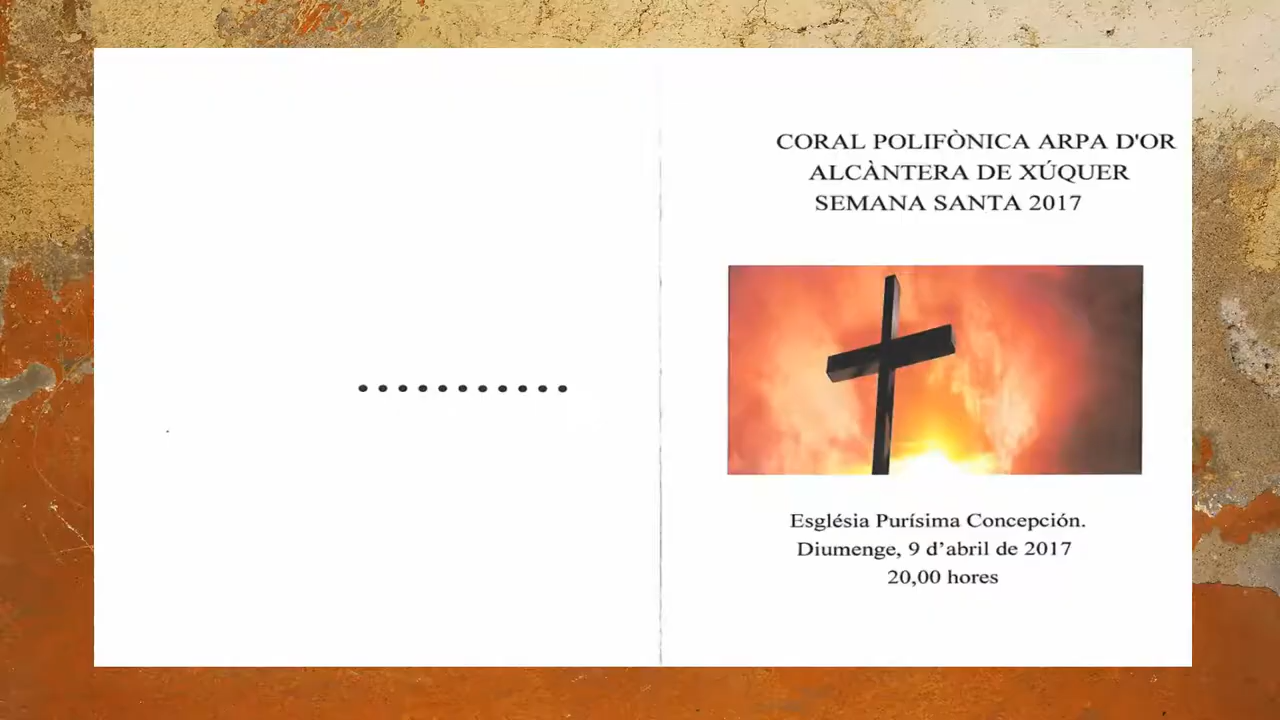 ...........
CORAL POLIFÒNICA ARPA D'OR
ALCÀNTERA DE XÚQUER
SEMANA SANTA 2017
Església Purísima Concepción.
Diumenge, 9 d’abril de 2017
20,00 hores